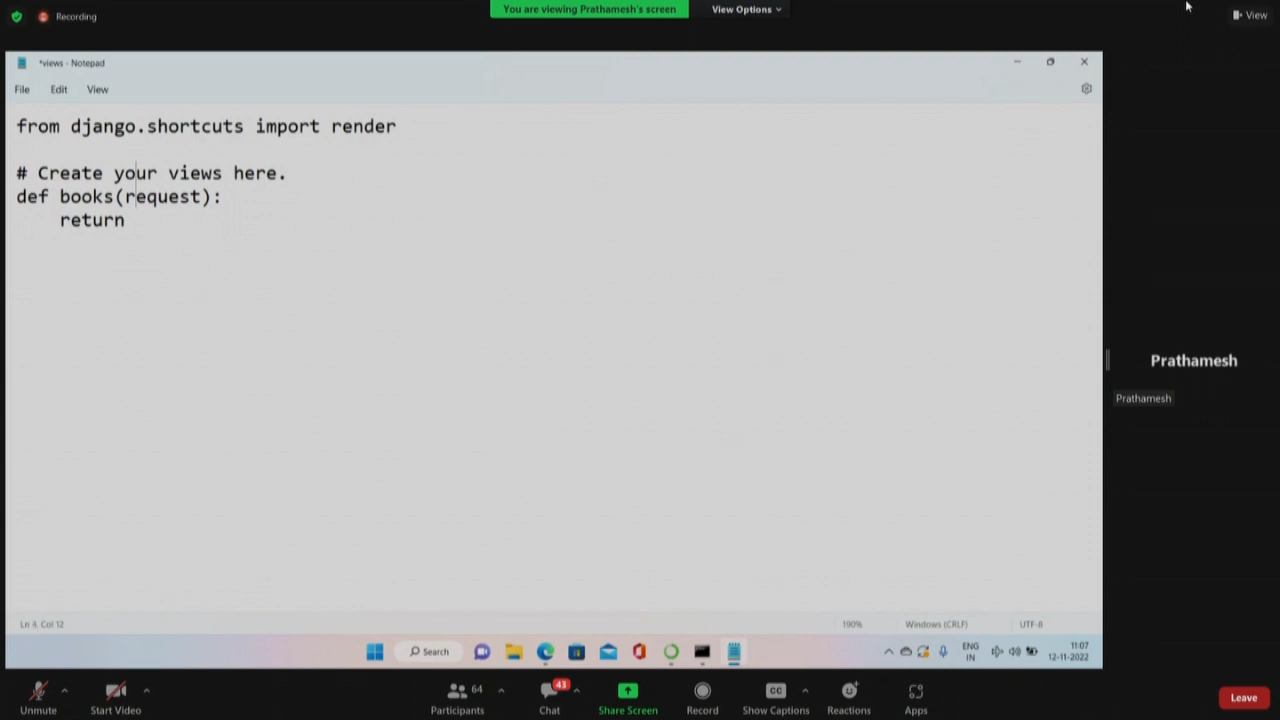 Recording
You are viewing Prathamesh's screen
View Options
View
*views - Notepad
File Edit View
from django.shortcuts import render
# Create your views here.
def books(request):
    return
Prathamesh
Prathamesh
Ln 4, Col 12
190%
Windows (CRLF)
UTF-8
Search
ENG
IN
11:07
12-11-2022
Unmute
Start Video
64
Participants
43
Chat
Share Screen
Record
CC
Show Captions
Reactions
Apps
Leave